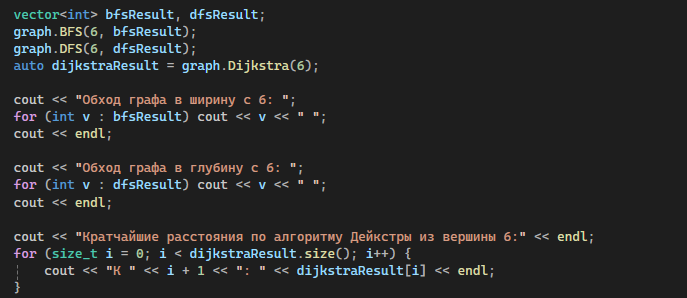 vector<int> bfsResult, dfsResult;
graph.BFS(6, bfsResult);
graph.DFS(6, dfsResult);
auto dijkstraResult = graph.Dijkstra(6);
cout << "Обход графа в ширину с 6: ";
for (int v : bfsResult) cout << v << " ";
cout << endl;
cout << "Обход графа в глубину с 6: ";
for (int v : dfsResult) cout << v << " ";
cout << endl;
cout << "Кратчайшие расстояния по алгоритму Дейкстры из вершины 6:" << endl;
for (size_t i = 0; i < dijkstraResult.size(); i++) {
cout << "К " << i + 1 << ": " << dijkstraResult[i] << endl;
}